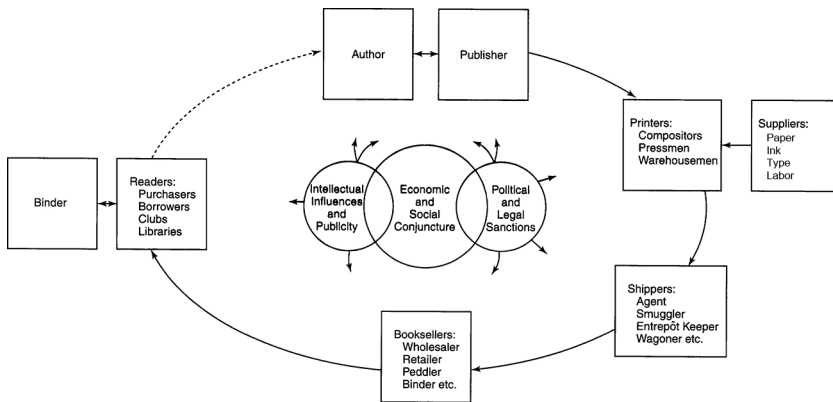 Author
Publisher
Printers:
Compositors
Pressmen
Warehousemen
Suppliers:
Paper
Ink
Type
Labor
Binder
Readers:
Purchasers
Borrowers
Clubs
Libraries
Intellectual
Influences
and
Publicity
Economic
and
Social
Conjuncture
Political
and
Legal
Sanctions
Shippers:
Agent
Smuggler
Entrepôt Keeper
Wagoner etc.
Booksellers:
Wholesaler
Retailer
Peddler
Binder etc.